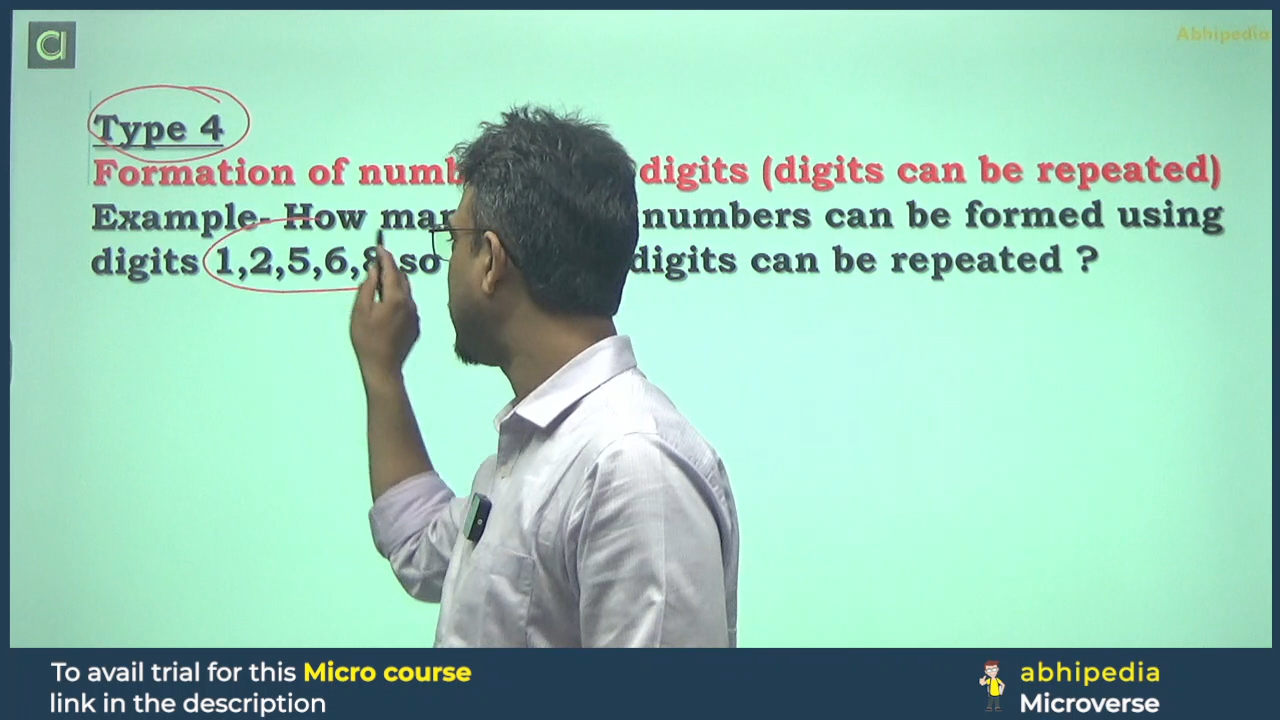 Abhipedia
Type 4
Formation of numb digits (digits can be repeated)
Example- How man numbers can be formed using
digits 1,2,5,6,8 so digits can be repeated ?
To avail trial for this Micro course
link in the description
abhipedia
Microverse